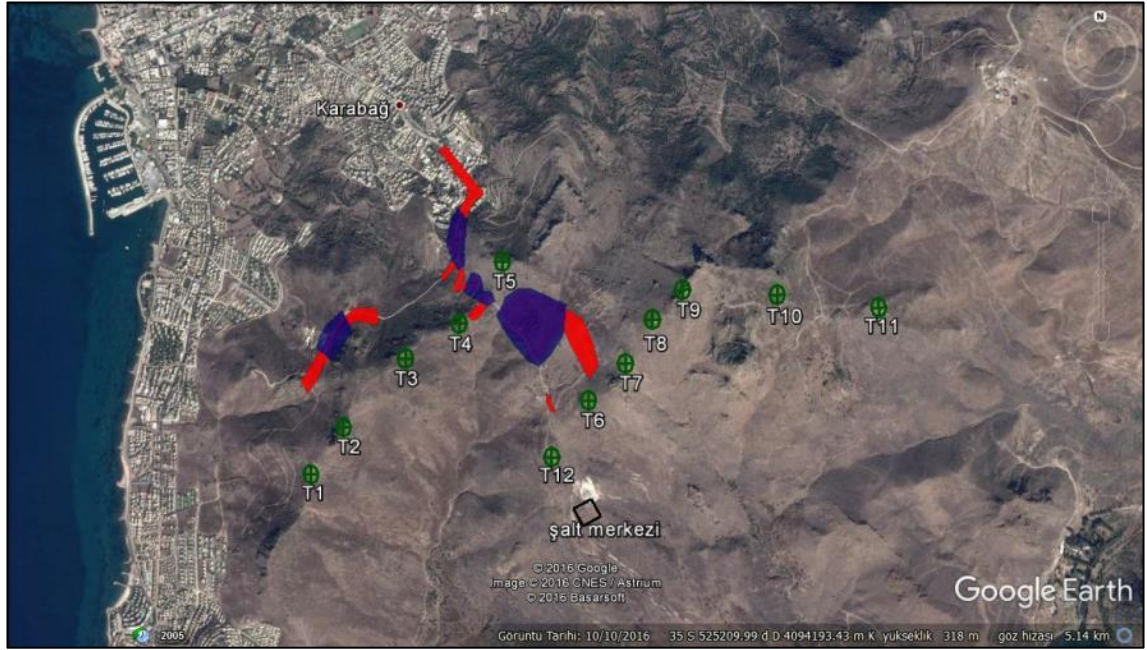 N
Karabağ
T5
T9
T10
T11
T8
T4
T3
T7
T6
T2
T12
T1
şalt merkezi
© 2016 Google
Image © 2016 CNES / Astrium
© 2016 Basarsoft
Google Earth
2005
Görüntü Tarihi: 10/10/2016 35 S 525209.99 d D 4094193.43 m K yükseklik 318 m göz hizası 5.14 km